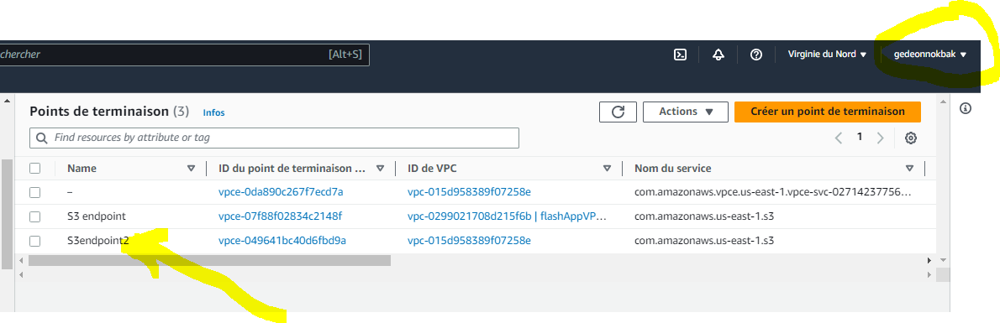 chercher [Alt+S] Virginie du Nord gedeonnokbak
Points de terminaison (3) Infos Actions Créer un point de terminaison
Find resources by attribute or tag 1
Name ID du point de terminaison ... ID de VPC Nom du service
– vpce-0da890c267f7ecd7a vpc-015d958389f07258e com.amazonaws.vpce.us-east-1.vpce-svc-02714237756...
S3 endpoint vpce-07f88f02834c2148f vpc-0299021708d215f6b | flashAppVP... com.amazonaws.us-east-1.s3
S3endpoint2 vpce-049641bc40d6fbd9a vpc-015d958389f07258e com.amazonaws.us-east-1.s3